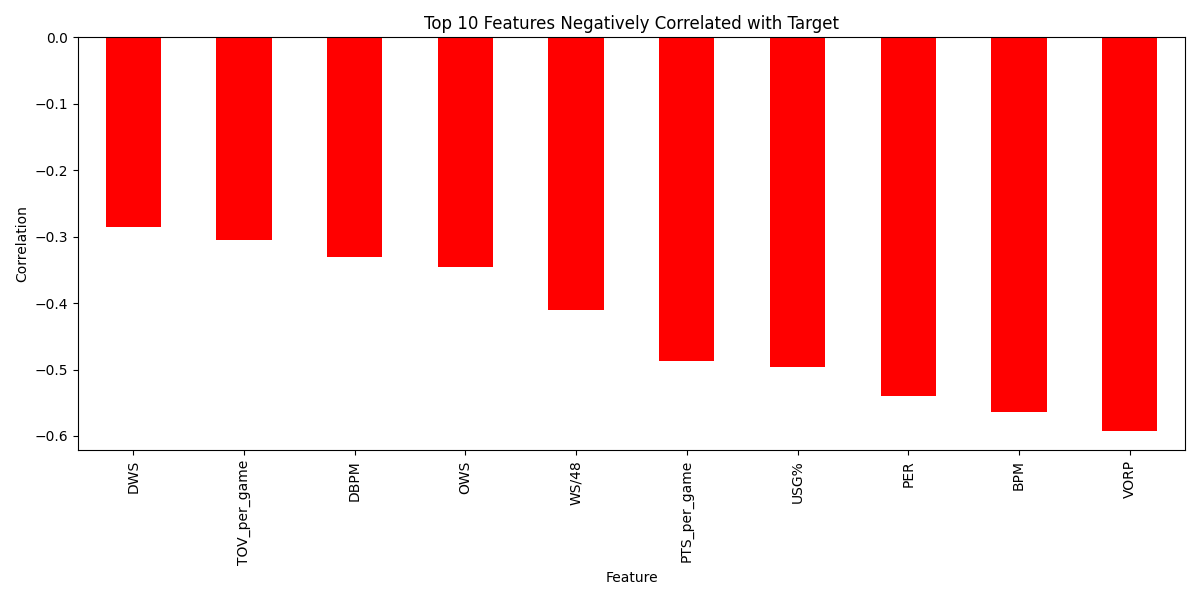 Top 10 Features Negatively Correlated with Target
Correlation
0.0
−0.1
−0.2
−0.3
−0.4
−0.5
−0.6
DWS
TOV_per_game
DBPM
OWS
WS/48
PTS_per_game
USG%
PER
BPM
VORP
Feature